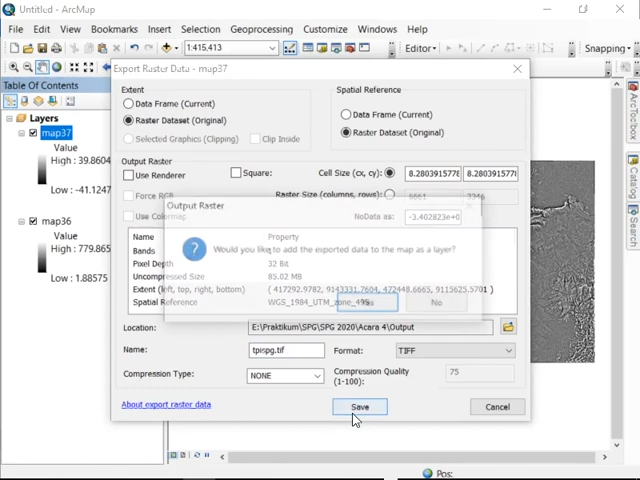 Untitled - ArcMap
File Edit View Bookmarks Insert Selection Geoprocessing Customize Windows Help
1:415,413 Editor Snapping
Table Of Contents
Layers
map37
Value
High : 39.8604
Low : -41.1247
map36
Value
High : 779.865
Low : 1.88575
Export Raster Data - map37
Extent
Data Frame (Current)
Raster Dataset (Original)
Selected Graphics (Clipping) Clip Inside
Spatial Reference
Data Frame (Current)
Raster Dataset (Original)
Output Raster
Use Renderer Square: Cell Size (cx, cy): 8.2803915778 8.2803915778
Force RGB Raster Size (columns, rows): 6661 3346
Use Colormap NoData as: -3.402823e+0
Output Raster
Would you like to add the exported data to the map as a layer?
Yes No
Name Property
Bands
Pixel Depth 32 Bit
Uncompressed Size 85.02 MB
Extent (left, top, right, bottom) ( 417292.9782, 9143331.7604, 472448.6665, 9115625.5701 )
Spatial Reference WGS_1984_UTM_zone_49S
Location: E:\Praktikum\SPG\SPG 2020\Acara 4\Output
Name: tpispg.tif Format: TIFF
Compression Type: NONE Compression Quality (1-100): 75
About export raster data Save Cancel
ArcToolbox
Catalog
Search
Pos: